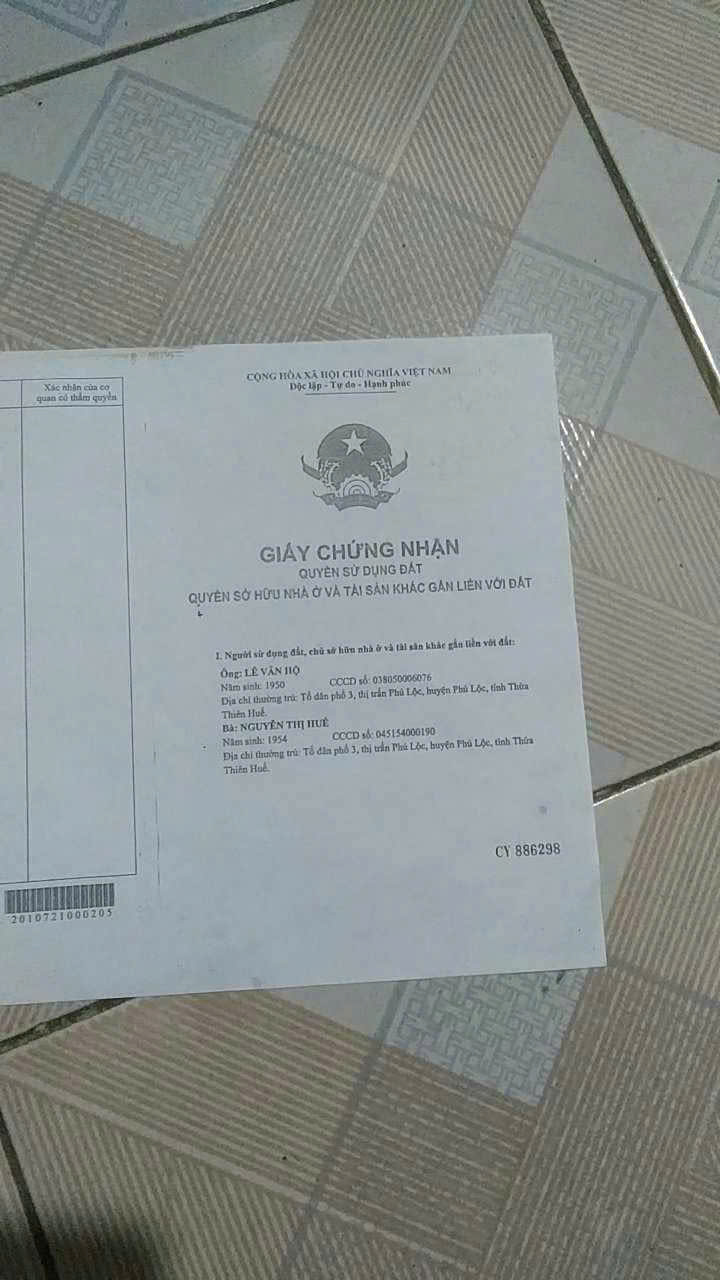 Xác nhận của cơ
quan có thẩm quyền
2010721000205
CỘNG HÒA XÃ HỘI CHỦ NGHĨA VIỆT NAM
Độc lập - Tự do - Hạnh phúc
GIẤY CHỨNG NHẬN
QUYỀN SỬ DỤNG ĐẤT
QUYỀN SỞ HỮU NHÀ Ở VÀ TÀI SẢN KHÁC GẮN LIỀN VỚI ĐẤT
I. Người sử dụng đất, chủ sở hữu nhà ở và tài sản khác gắn liền với đất:
Ông: LÊ VĂN HỘ
Năm sinh: 1950 CCCD số: 038050006076
Địa chỉ thường trú: Tổ dân phố 3, thị trấn Phú Lộc, huyện Phú Lộc, tỉnh Thừa
Thiên Huế.
Bà: NGUYỄN THỊ HUẾ
Năm sinh: 1954 CCCD số: 045154000190
Địa chỉ thường trú: Tổ dân phố 3, thị trấn Phú Lộc, huyện Phú Lộc, tỉnh Thừa
Thiên Huế.
CY 886298